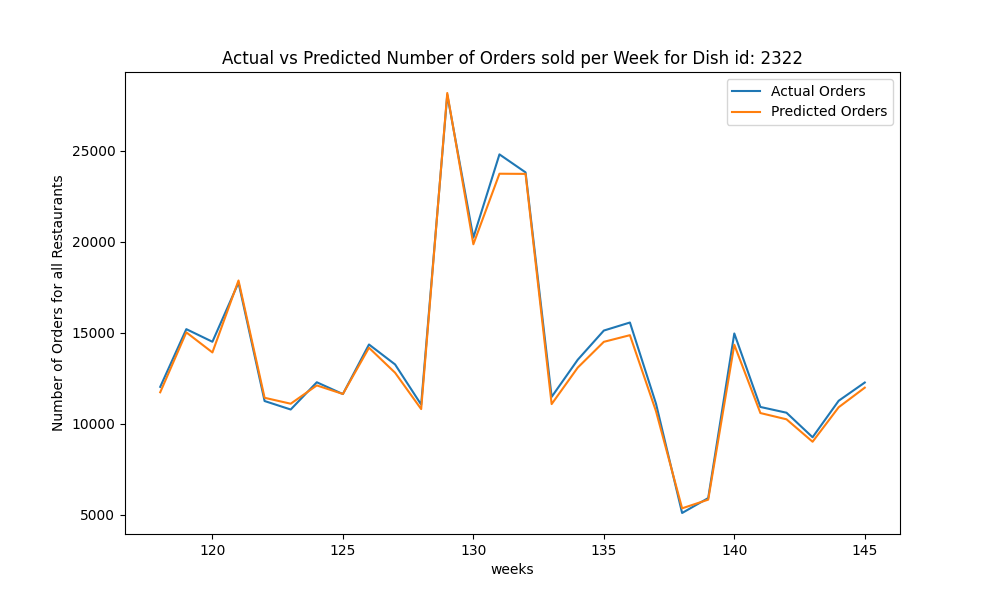 Actual vs Predicted Number of Orders sold per Week for Dish id: 2322
Actual Orders
Predicted Orders
Number of Orders for all Restaurants
25000
20000
15000
10000
5000
120 125 130 135 140 145
weeks